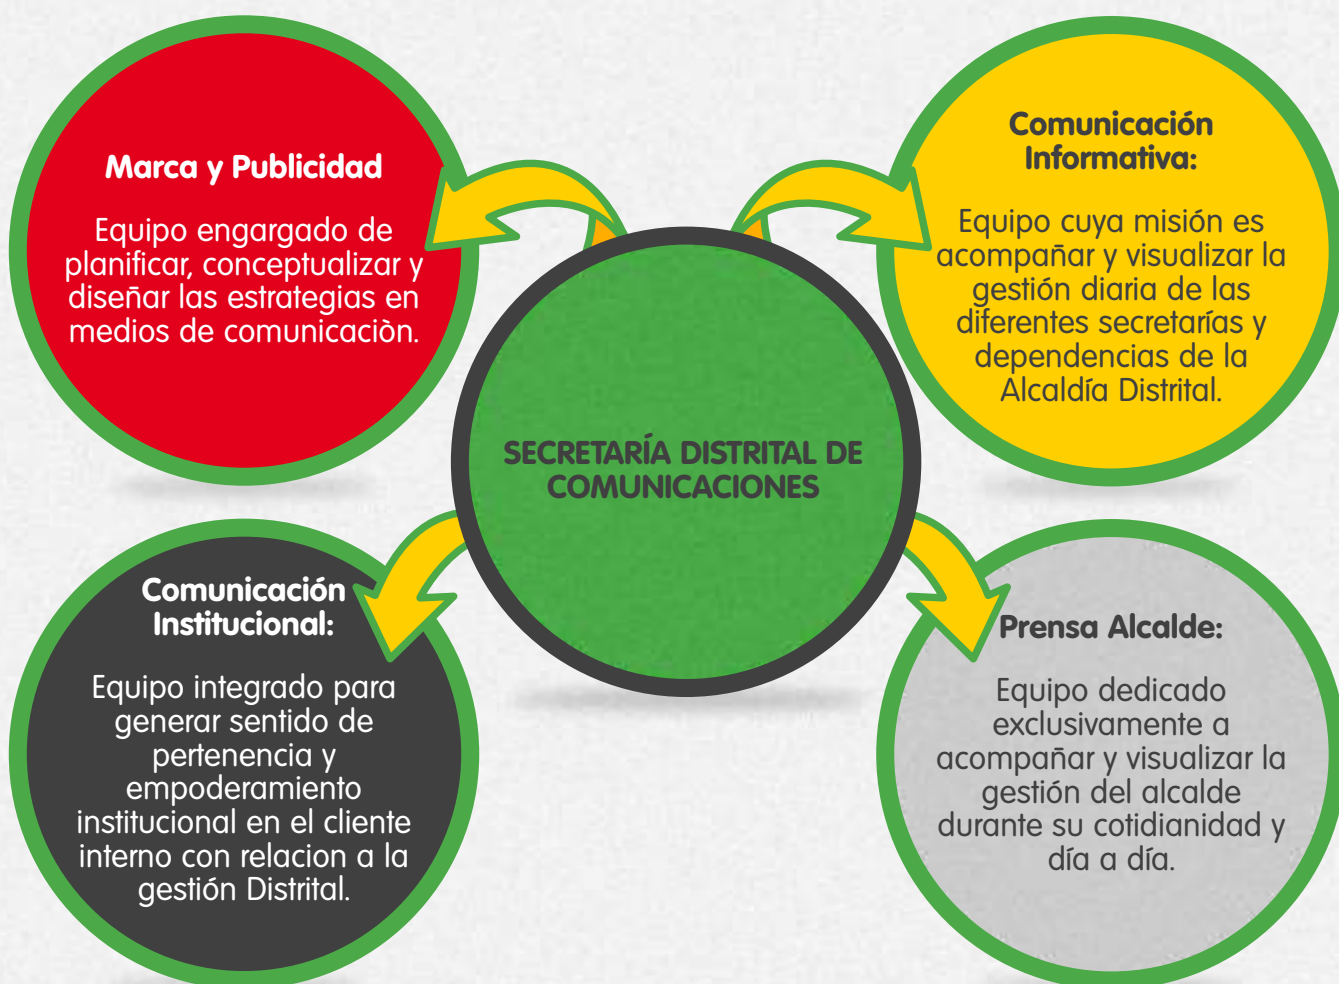 Marca y Publicidad
Equipo engargado de
planificar, conceptualizar y
diseñar las estrategias en
medios de comunicaciòn.
Comunicación
Informativa:
Equipo cuya misión es
acompañar y visualizar la
gestión diaria de las
diferentes secretarías y
dependencias de la
Alcaldía Distrital.
SECRETARÍA DISTRITAL DE
COMUNICACIONES
Comunicación
Institucional:
Equipo integrado para
generar sentido de
pertenencia y
empoderamiento
institucional en el cliente
interno con relacion a la
gestión Distrital.
Prensa Alcalde:
Equipo dedicado
exclusivamente a
acompañar y visualizar la
gestión del alcalde
durante su cotidianidad y
día a día.